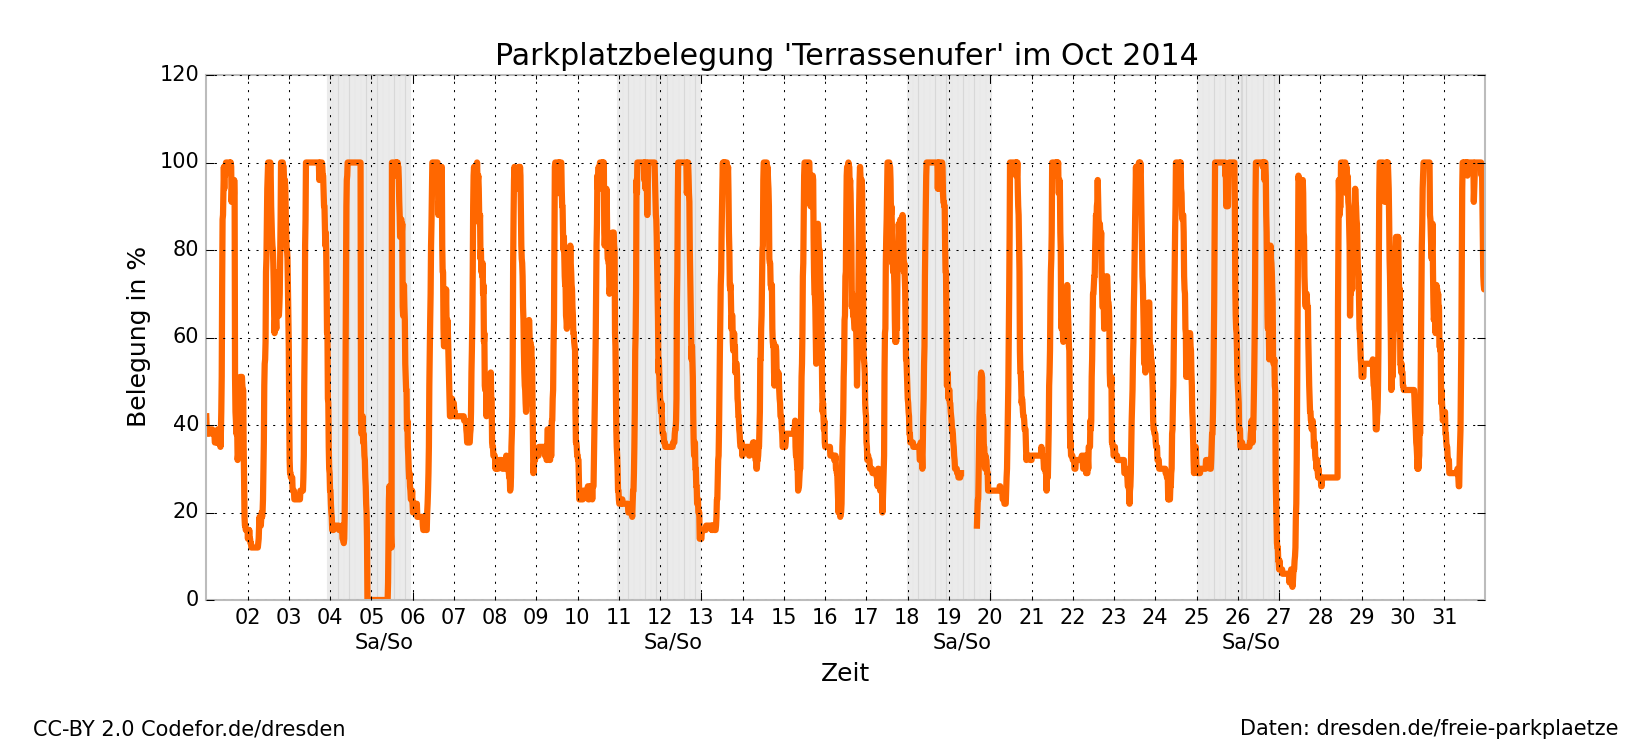 Parkplatzbelegung 'Terrassenufer' im Oct 2014
120
100
80
60
40
20
0
Belegung in %
02 03 04 05 06 07 08 09 10 11 12 13 14 15 16 17 18 19 20 21 22 23 24 25 26 27 28 29 30 31
Sa/So Sa/So Sa/So Sa/So
Zeit
CC-BY 2.0 Codefor.de/dresden
Daten: dresden.de/freie-parkplaetze